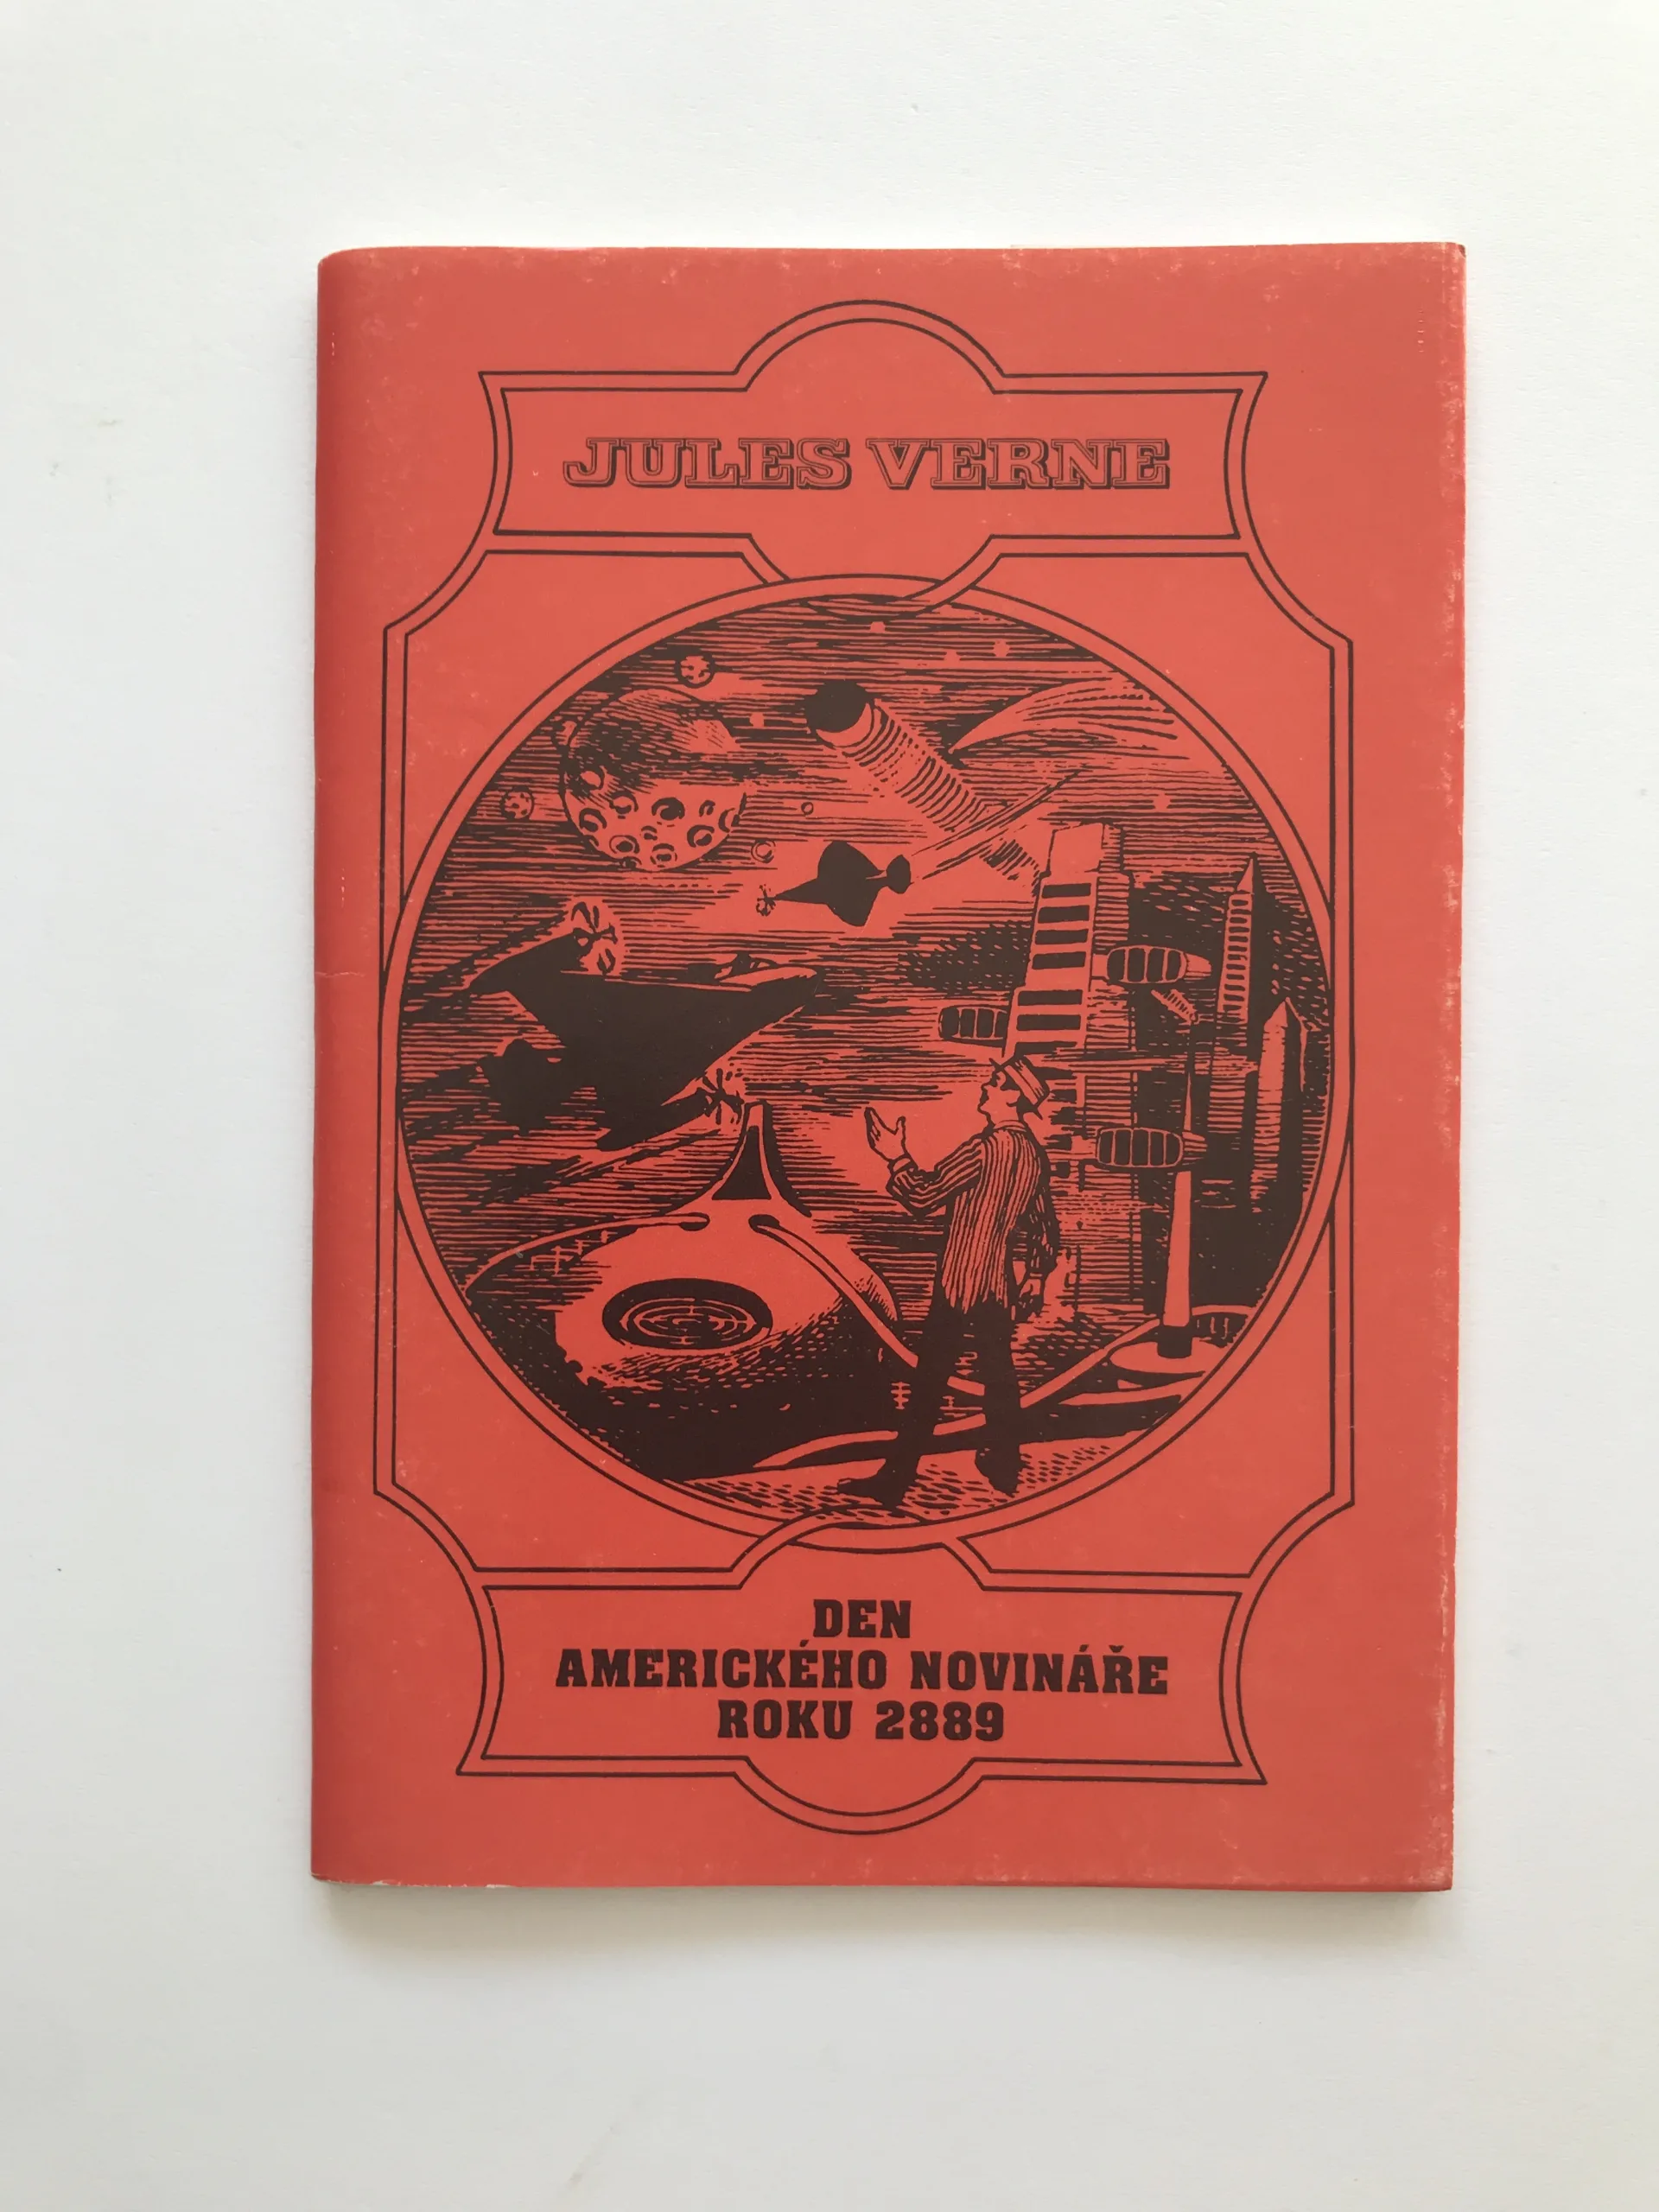 JULES VERNE
DEN
AMERICKÉHO NOVINÁŘE
ROKU 2889